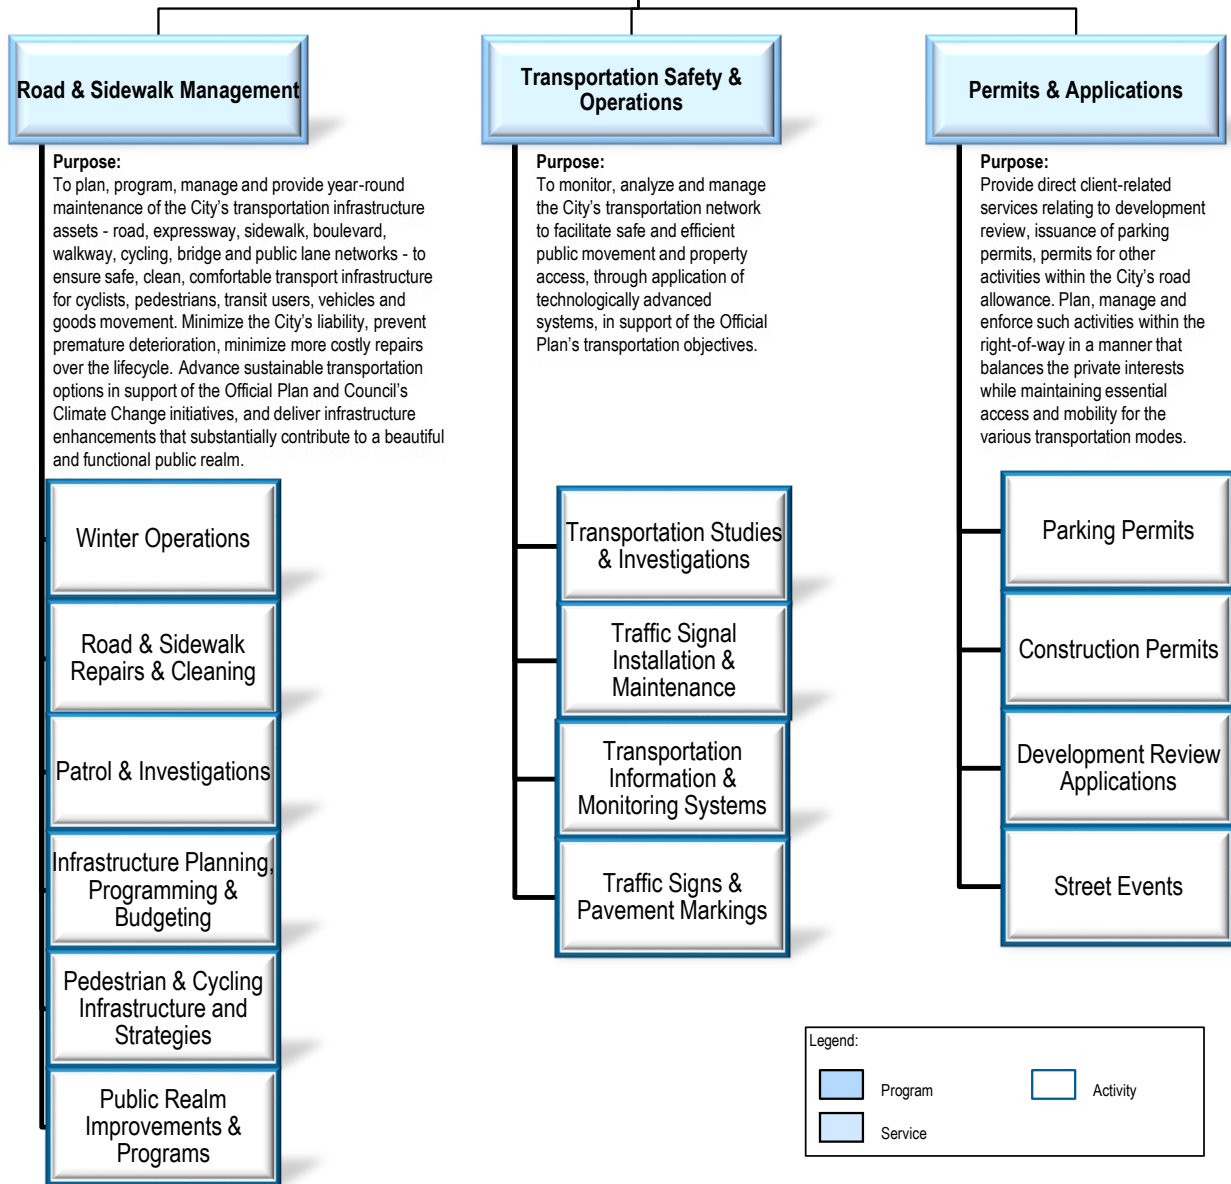 Road & Sidewalk Management
Purpose:
To plan, program, manage and provide year-round
maintenance of the City’s transportation infrastructure
assets - road, expressway, sidewalk, boulevard,
walkway, cycling, bridge and public lane networks - to
ensure safe, clean, comfortable transport infrastructure
for cyclists, pedestrians, transit users, vehicles and
goods movement. Minimize the City’s liability, prevent
premature deterioration, minimize more costly repairs
over the lifecycle. Advance sustainable transportation
options in support of the Official Plan and Council’s
Climate Change initiatives, and deliver infrastructure
enhancements that substantially contribute to a beautiful
and functional public realm.
Winter Operations
Road & Sidewalk
Repairs & Cleaning
Patrol & Investigations
Infrastructure Planning,
Programming &
Budgeting
Pedestrian & Cycling
Infrastructure and
Strategies
Public Realm
Improvements &
Programs
Transportation Safety &
Operations
Purpose:
To monitor, analyze and manage
the City’s transportation network
to facilitate safe and efficient
public movement and property
access, through application of
technologically advanced
systems, in support of the Official
Plan’s transportation objectives.
Transportation Studies
& Investigations
Traffic Signal
Installation &
Maintenance
Transportation
Information &
Monitoring Systems
Traffic Signs &
Pavement Markings
Permits & Applications
Purpose:
Provide direct client-related
services relating to development
review, issuance of parking
permits, permits for other
activities within the City’s road
allowance. Plan, manage and
enforce such activities within the
right-of-way in a manner that
balances the private interests
while maintaining essential
access and mobility for the
various transportation modes.
Parking Permits
Construction Permits
Development Review
Applications
Street Events
Legend:
Program
Activity
Service